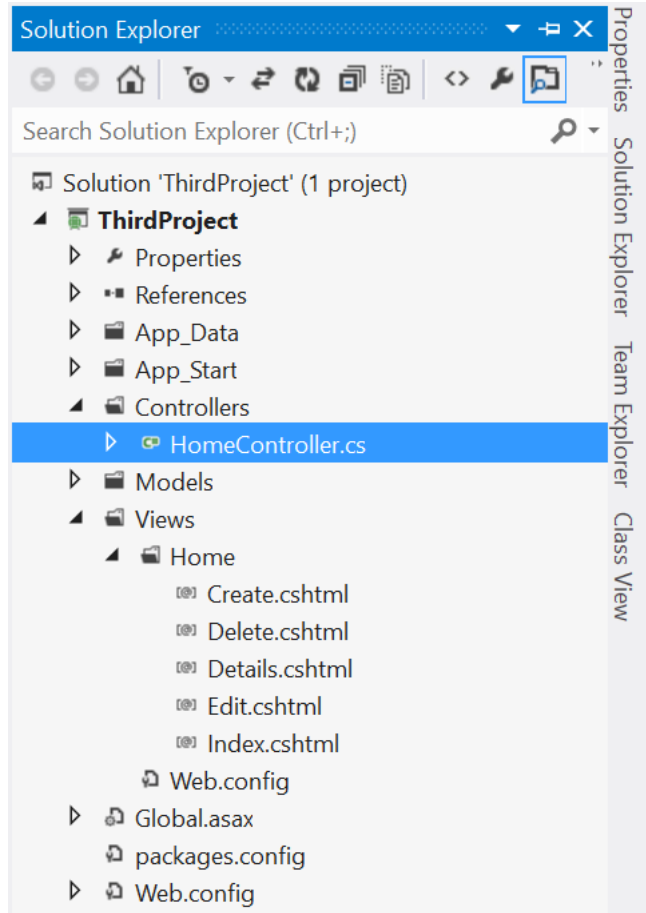 Solution Explorer
Search Solution Explorer (Ctrl+;)
Solution 'ThirdProject' (1 project)
ThirdProject
Properties
References
App_Data
App_Start
Controllers
HomeController.cs
Models
Views
Home
Create.cshtml
Delete.cshtml
Details.cshtml
Edit.cshtml
Index.cshtml
Web.config
Global.asax
packages.config
Web.config
Properties
Solution Explorer
Team Explorer
Class View